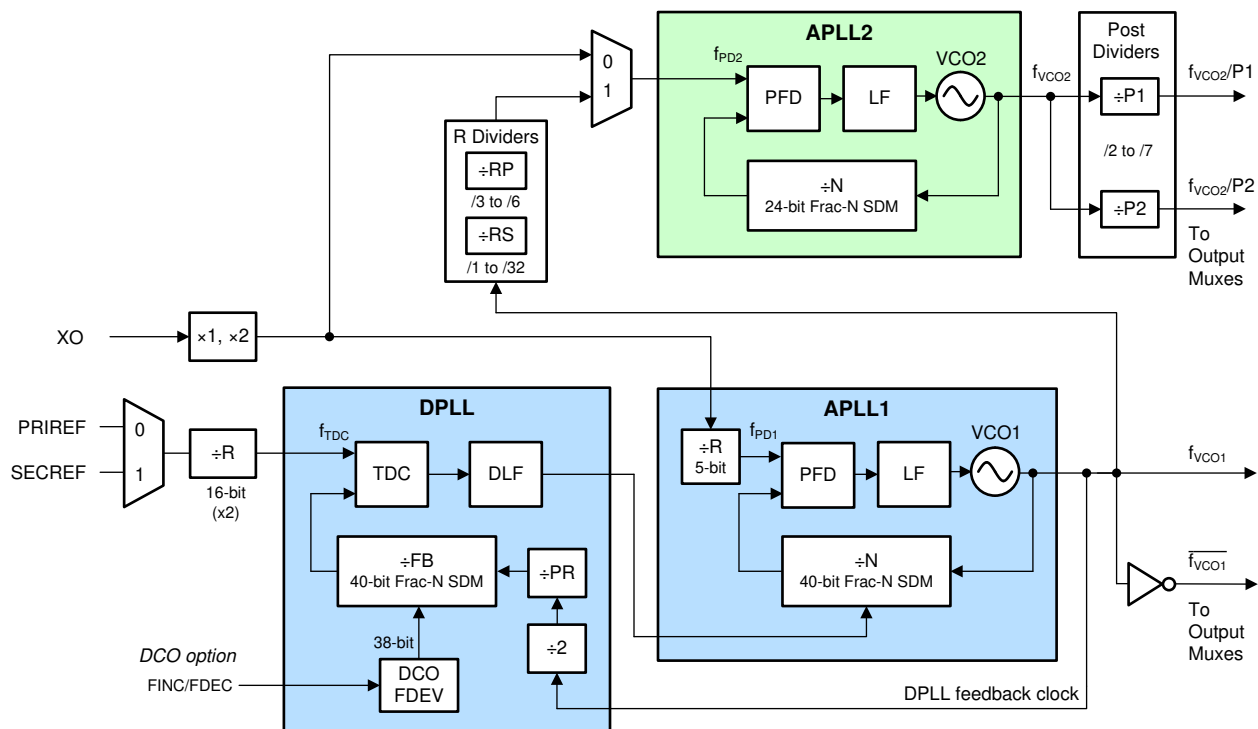 APLL2
f_PD2
PFD
LF
VCO2
÷N
24-bit Frac-N SDM
f_VCO2
Post
Dividers
÷P1
/2 to /7
÷P2
f_VCO2/P1
f_VCO2/P2
To
Output
Muxes
0
1
R Dividers
÷RP
/3 to /6
÷RS
/1 to /32
XO
×1, ×2
PRIREF
SECREF
0
1
÷R
16-bit
(x2)
DPLL
f_TDC
TDC
DLF
÷FB
40-bit Frac-N SDM
÷PR
÷2
38-bit
DCO
FDEV
DCO option
FINC/FDEC
DPLL feedback clock
APLL1
÷R
5-bit
f_PD1
PFD
LF
VCO1
÷N
40-bit Frac-N SDM
f_VCO1
f_VCO1
To
Output
Muxes